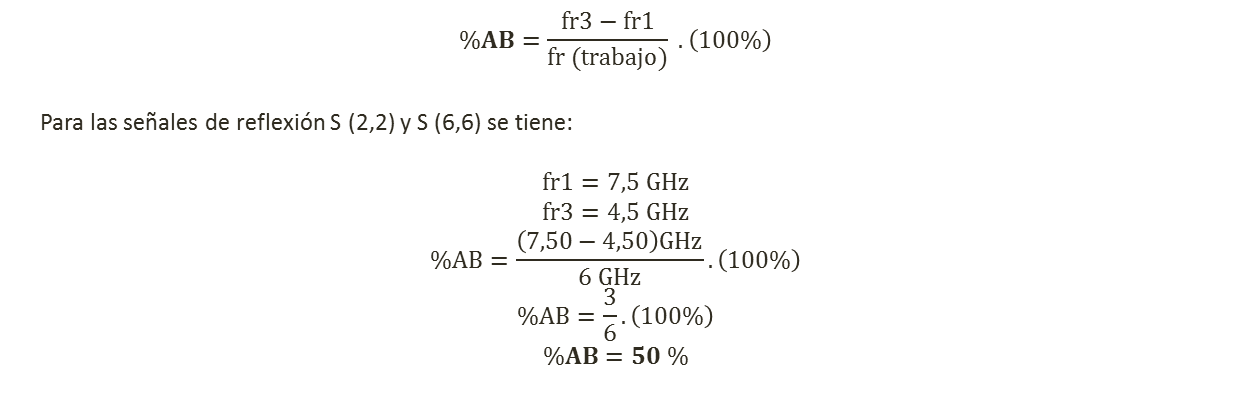 %AB = fr3 − fr1 / fr (trabajo) . (100%)
Para las señales de reflexión S (2,2) y S (6,6) se tiene:
fr1 = 7,5 GHz
fr3 = 4,5 GHz
%AB = (7,50 − 4,50)GHz / 6 GHz . (100%)
%AB = 3 / 6 . (100%)
%AB = 50 %